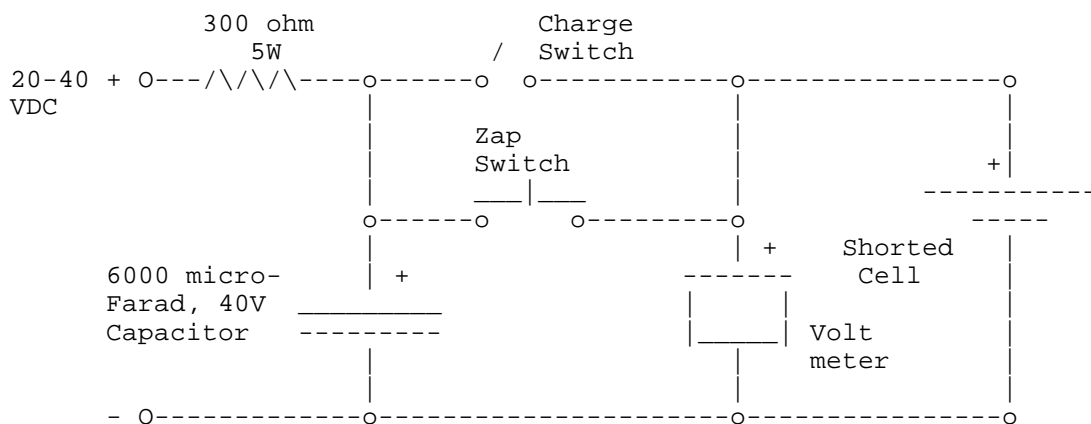 300 ohm
5W
Charge
Switch
20-40 +
VDC
Zap
Switch
+
+
+
6000 micro-
Farad, 40V
Capacitor
Shorted
Cell
Volt
meter
-